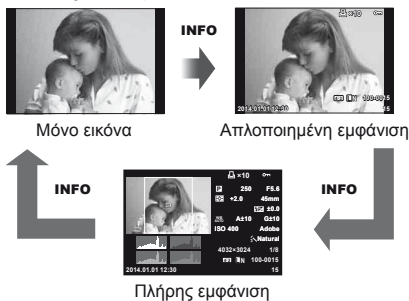 INFO
×10
100-0015
2014.01.01 12:30
15
Μόνο εικόνα
Απλοποιημένη εμφάνιση
INFO
INFO
×10
P 250 F5.6
+2.0 45mm
±0.0
A±10 G±10
ISO 400 Adobe
Natural
4032×3024 1/8
N 100-0015
2014.01.01 12:30 15
Πλήρης εμφάνιση